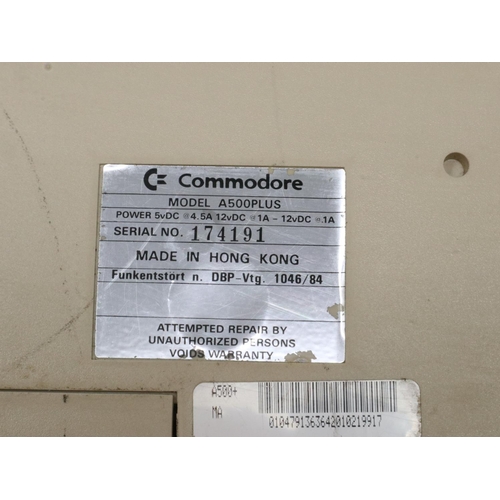 Commodore
MODEL A500PLUS
POWER 5vDC @ 4.5A 12vDC @ 1A - 12vDC @ .1A
SERIAL NO. 174191
MADE IN HONG KONG
Funkentstört n. DBP-Vtg. 1046/84
ATTEMPTED REPAIR BY
UNAUTHORIZED PERSONS
VOIDS WARRANTY
A500+
MA
0104791363642010219917